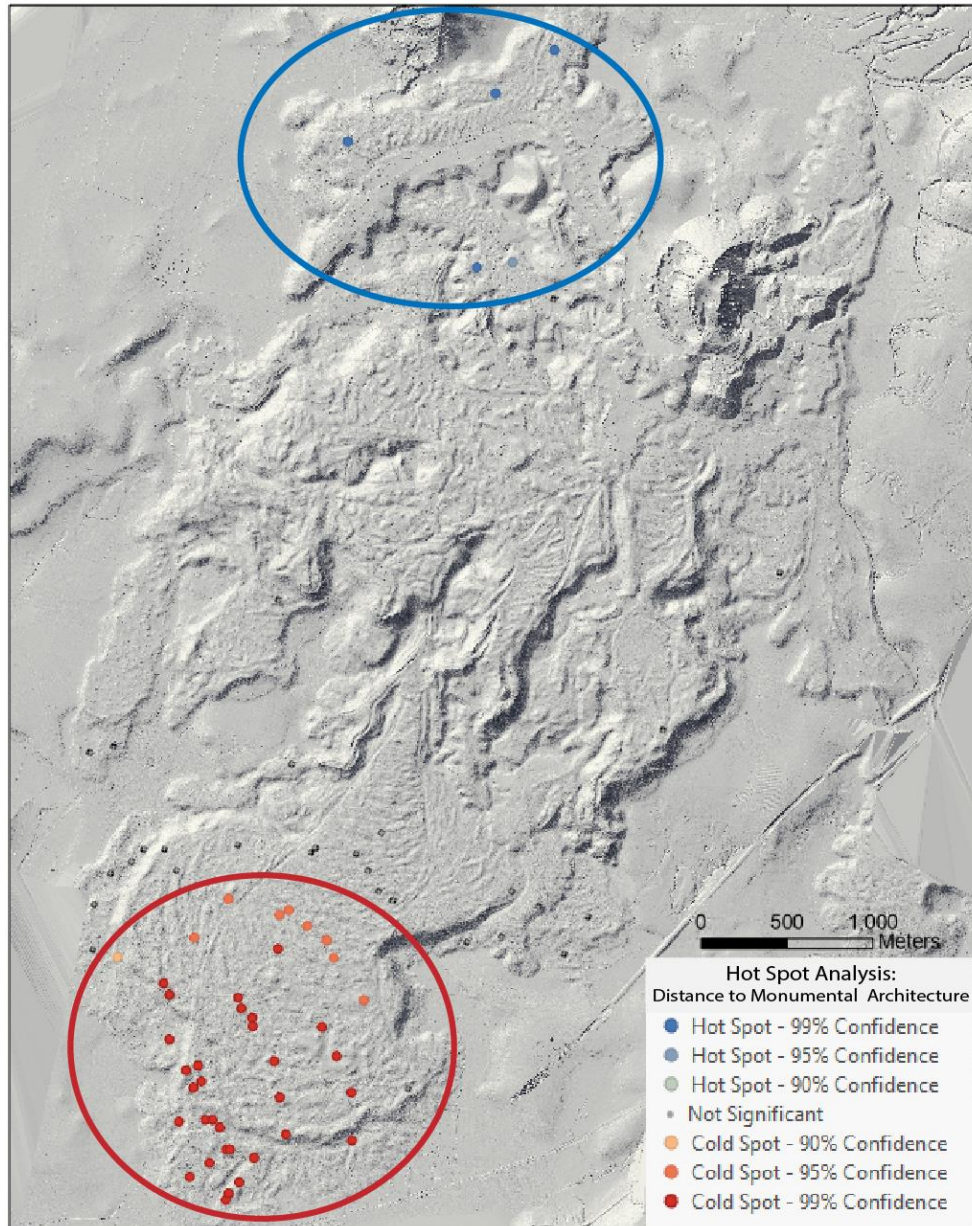 0 500 1,000
Meters
Hot Spot Analysis:
Distance to Monumental Architecture
Hot Spot - 99% Confidence
Hot Spot - 95% Confidence
Hot Spot - 90% Confidence
Not Significant
Cold Spot - 90% Confidence
Cold Spot - 95% Confidence
Cold Spot - 99% Confidence